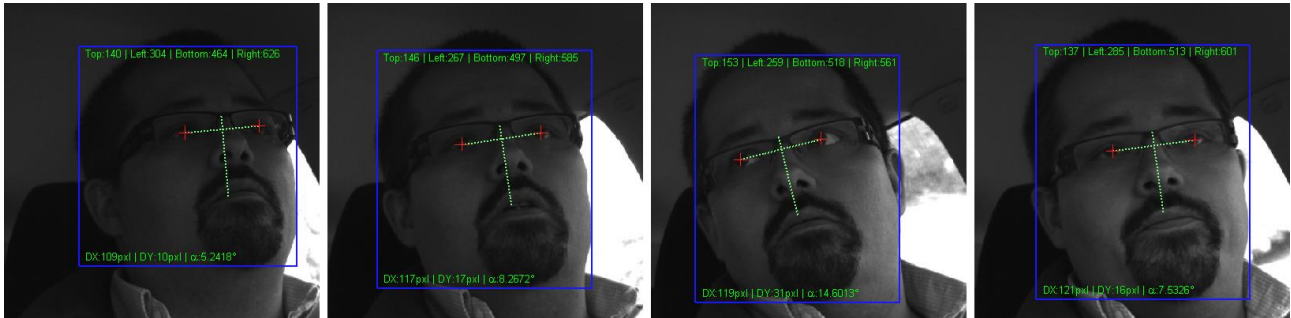 Top:140 | Left:304 | Bottom:464 | Right:626
DX:109pxl | DY:10pxl | α:5.2418°
Top:146 | Left:267 | Bottom:497 | Right:585
DX:117pxl | DY:17pxl | α:8.2672°
Top:153 | Left:259 | Bottom:518 | Right:561
DX:119pxl | DY:31pxl | α:14.6013°
Top:137 | Left:285 | Bottom:513 | Right:601
DX:121pxl | DY:16pxl | α:7.5326°